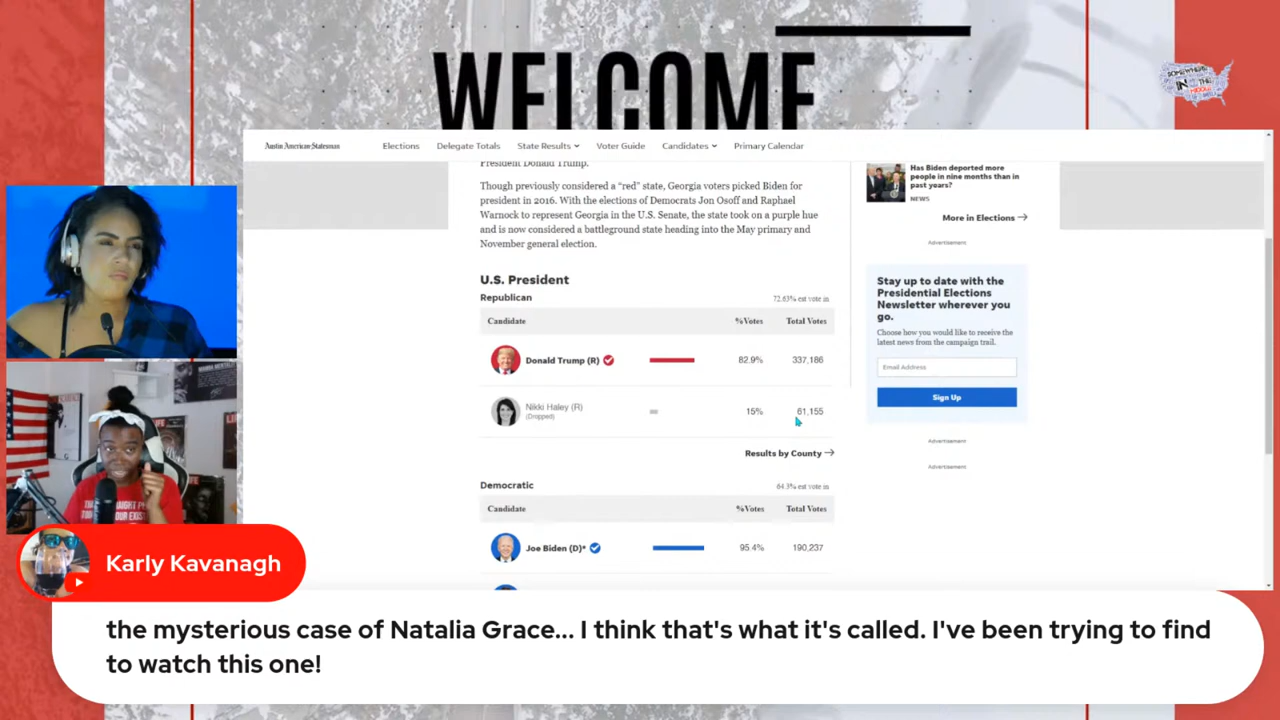 WELCOME
SOMEWHERE
IN THE
MIDDLE
Austin American-Statesman
Elections
Delegate Totals
State Results
Voter Guide
Candidates
Primary Calendar
President Donald Trump.
Though previously considered a “red” state, Georgia voters picked Biden for
president in 2016. With the elections of Democrats Jon Osoff and Raphael
Warnock to represent Georgia in the U.S. Senate, the state took on a purple hue
and is now considered a battleground state heading into the May primary and
November general election.
U.S. President
Republican
72.63% est vote in
Candidate %Votes Total Votes
Donald Trump (R) 82.9% 337,186
Nikki Haley (R) 15% 61,155
(Dropped)
Results by County →
Democratic
64.3% est vote in
Candidate %Votes Total Votes
Joe Biden (D)* 95.4% 190,237
Has Biden deported more
people in nine months than in
past years?
NEWS
More in Elections →
Advertisement
Stay up to date with the
Presidential Elections
Newsletter wherever you
go.
Choose how you would like to receive the
latest news from the campaign trail.
Email Address
Sign Up
Advertisement
Advertisement
Karly Kavanagh
the mysterious case of Natalia Grace... I think that's what it's called. I've been trying to find
to watch this one!